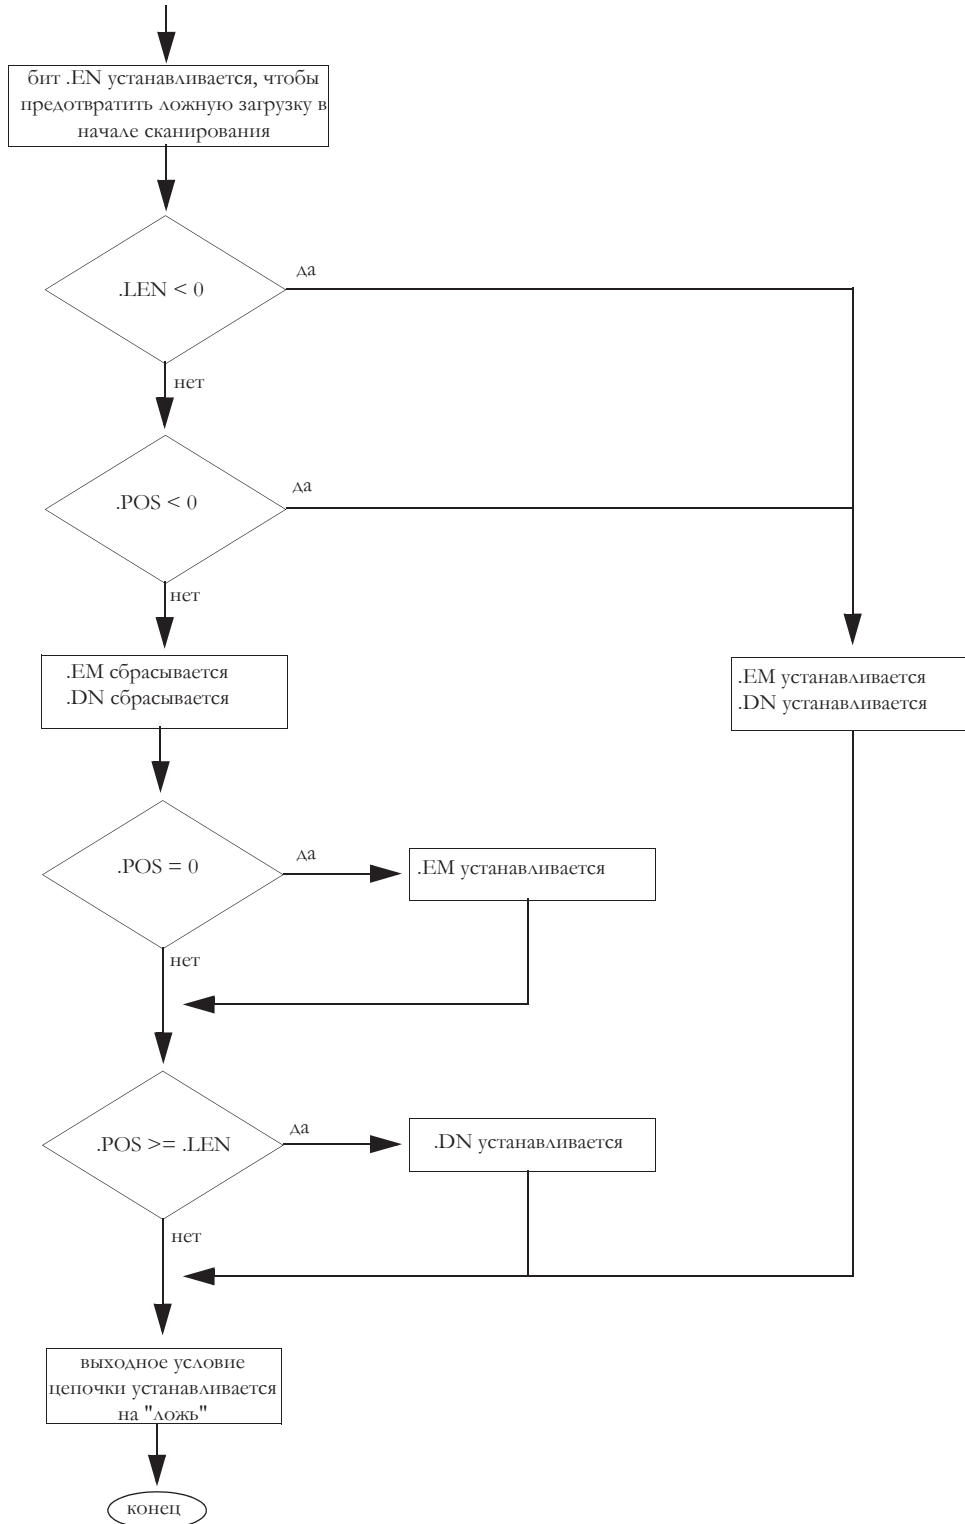 бит .EN устанавливается, чтобы
предотвратить ложную загрузку в
начале сканирования
да
.LEN < 0
нет
да
.POS < 0
нет
.EM сбрасывается
.DN сбрасывается
.EM устанавливается
.DN устанавливается
да
.POS = 0
.EM устанавливается
нет
да
.POS >= .LEN
.DN устанавливается
нет
выходное условие
цепочки устанавливается
на "ложь"
конец